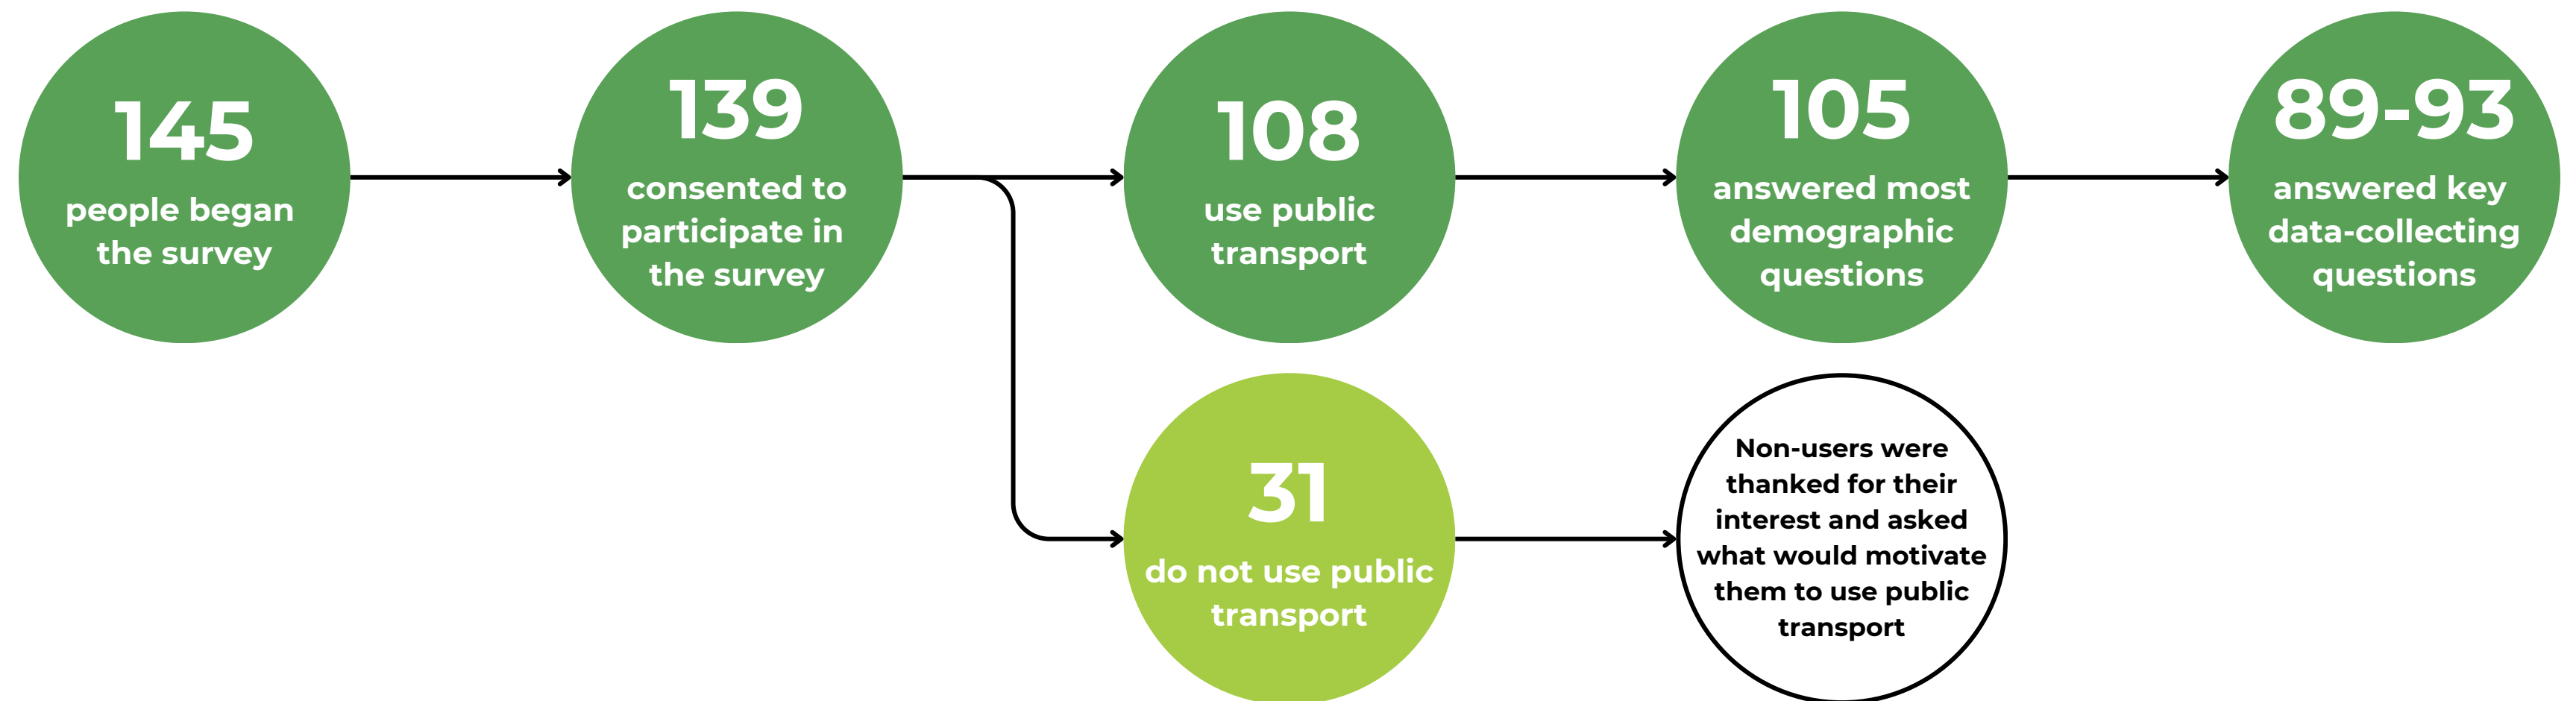 145
people began
the survey
139
consented to
participate in
the survey
108
use public
transport
105
answered most
demographic
questions
89-93
answered key
data-collecting
questions
31
do not use public
transport
Non-users were
thanked for their
interest and asked
what would motivate
them to use public
transport